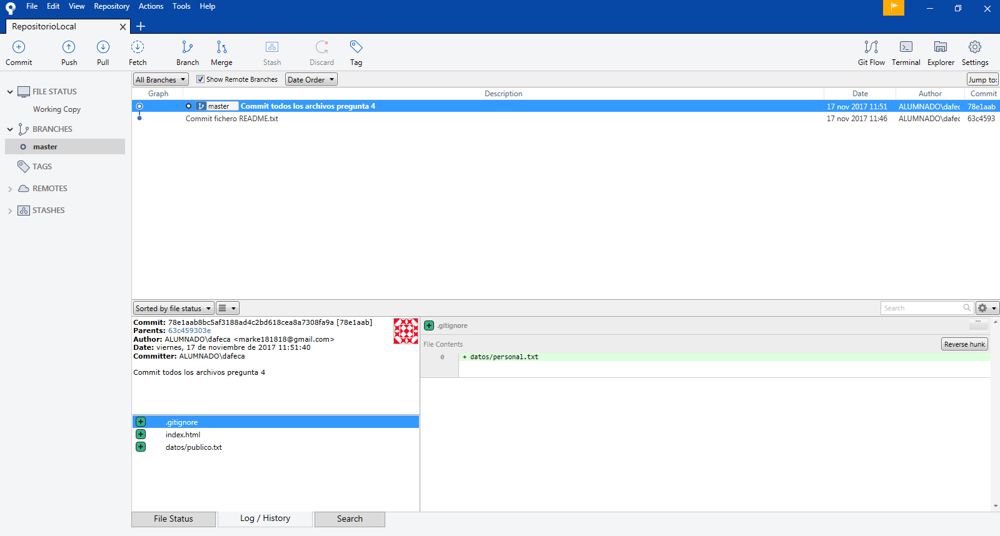 File Edit View Repository Actions Tools Help
RepositorioLocal
Commit Push Pull Fetch Branch Merge Stash Discard Tag Git Flow Terminal Explorer Settings
All Branches Show Remote Branches Date Order Jump to:
FILE STATUS
Working Copy
BRANCHES
master
TAGS
REMOTES
STASHES
Graph Description Date Author Commit
master Commit todos los archivos pregunta 4 17 nov 2017 11:51 ALUMNADO\dafec 78e1aab
Commit fichero README.txt 17 nov 2017 11:46 ALUMNADO\dafec 63c4593
Sorted by file status Search
Commit: 78e1aab8bc5af3188ad4c2bd618cea8a7308fa9a [78e1aab]
Parents: 63c459303e
Author: ALUMNADO\dafeca <marke181818@gmail.com>
Date: viernes, 17 de noviembre de 2017 11:51:40
Committer: ALUMNADO\dafeca
Commit todos los archivos pregunta 4
.gitignore
index.html
datos/publico.txt
.gitignore
File Contents Reverse hunk
0 + datos/personal.txt
File Status Log / History Search